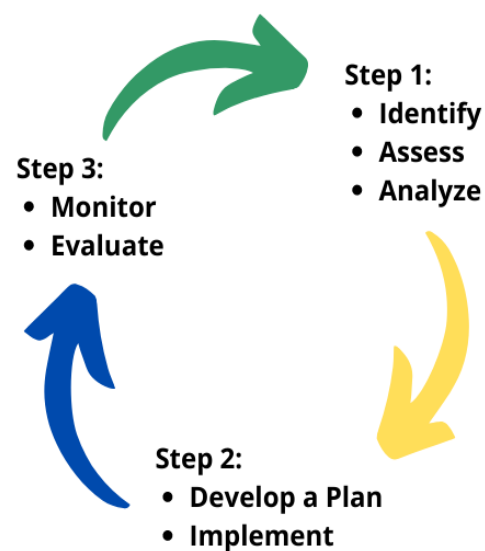 Step 1:
• Identify
• Assess
• Analyze
Step 2:
• Develop a Plan
• Implement
Step 3:
• Monitor
• Evaluate